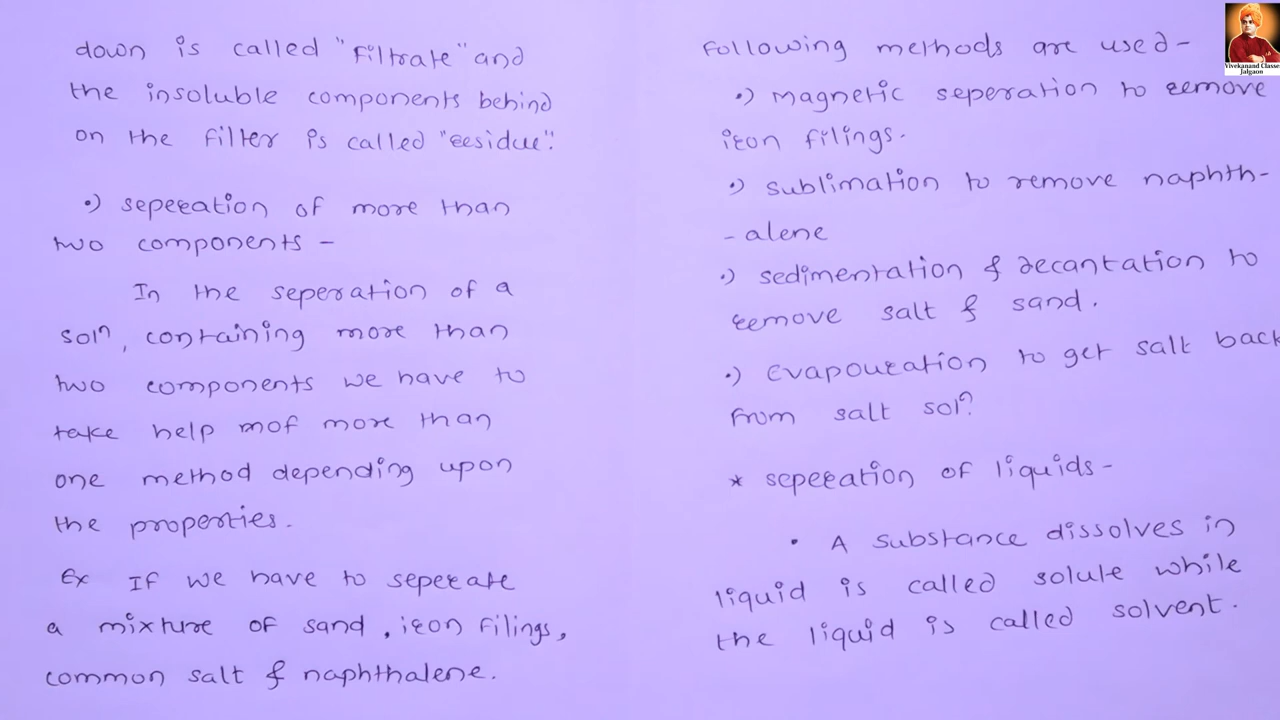 down is called "filtrate" and
the insoluble components behind
on the filter is called "residue".
•) seperation of more than
two components –
In the seperation of a
solⁿ, containing more than
two components we have to
take help mof more than
one method depending upon
the properties.
Ex If we have to seperate
a mixture of sand, iron filings,
common salt & naphthalene.
following methods are used –
•) magnetic seperation to remove
iron filings.
•) sublimation to remove naphth-
- alene
•) sedimentation & decantation to
remove salt & sand.
•) Evapouration to get salt back
from salt solⁿ
* seperation of liquids –
• A substance dissolves in
liquid is called solute while
the liquid is called solvent.
Vivekanand Classes
Jalgaon